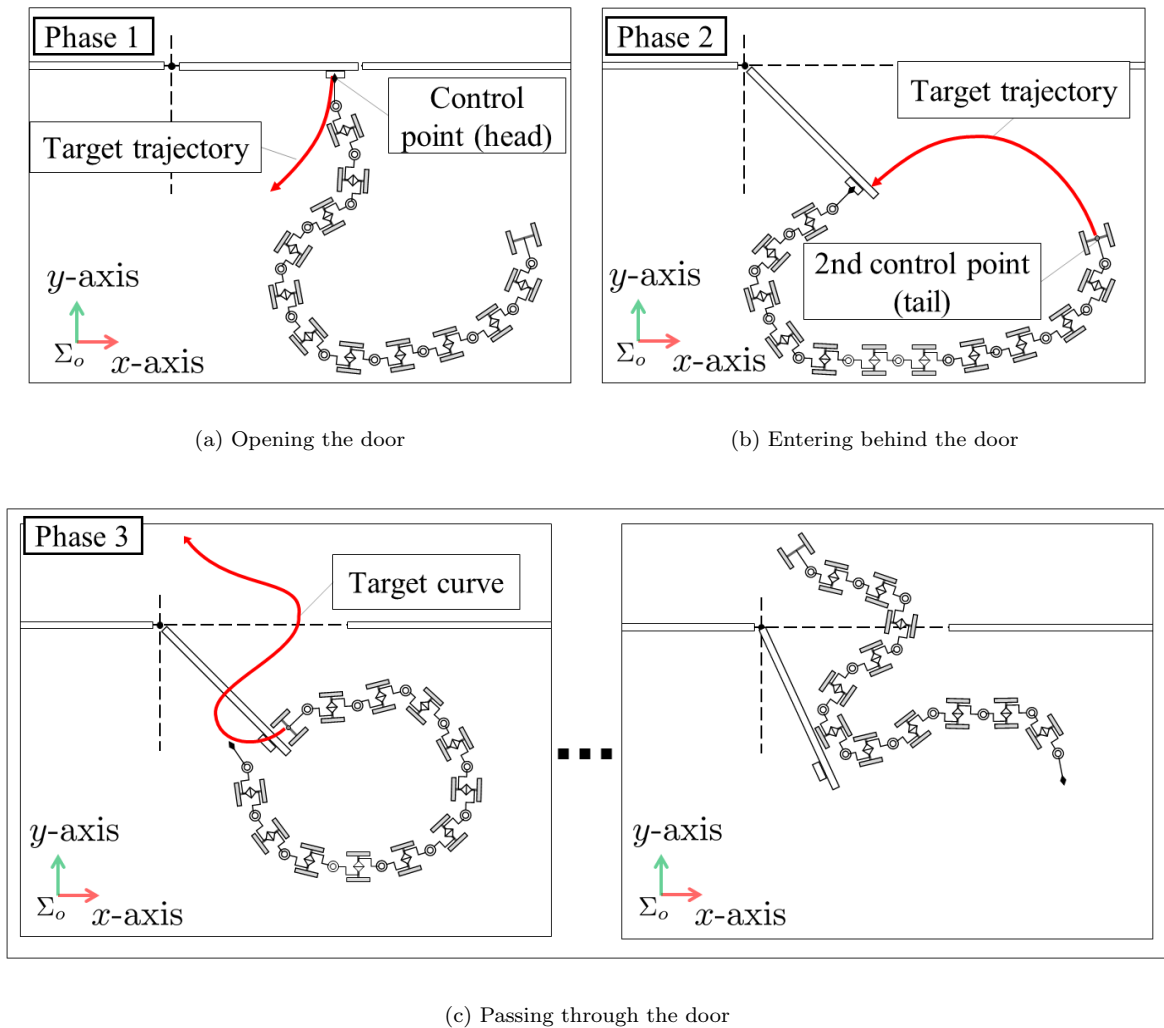 Phase 1
Control
point (head)
Target trajectory
y-axis
Σo
x-axis
(a) Opening the door
Phase 2
Target trajectory
2nd control point
(tail)
y-axis
Σo
x-axis
(b) Entering behind the door
Phase 3
Target curve
y-axis
Σo
x-axis
y-axis
Σo
x-axis
(c) Passing through the door